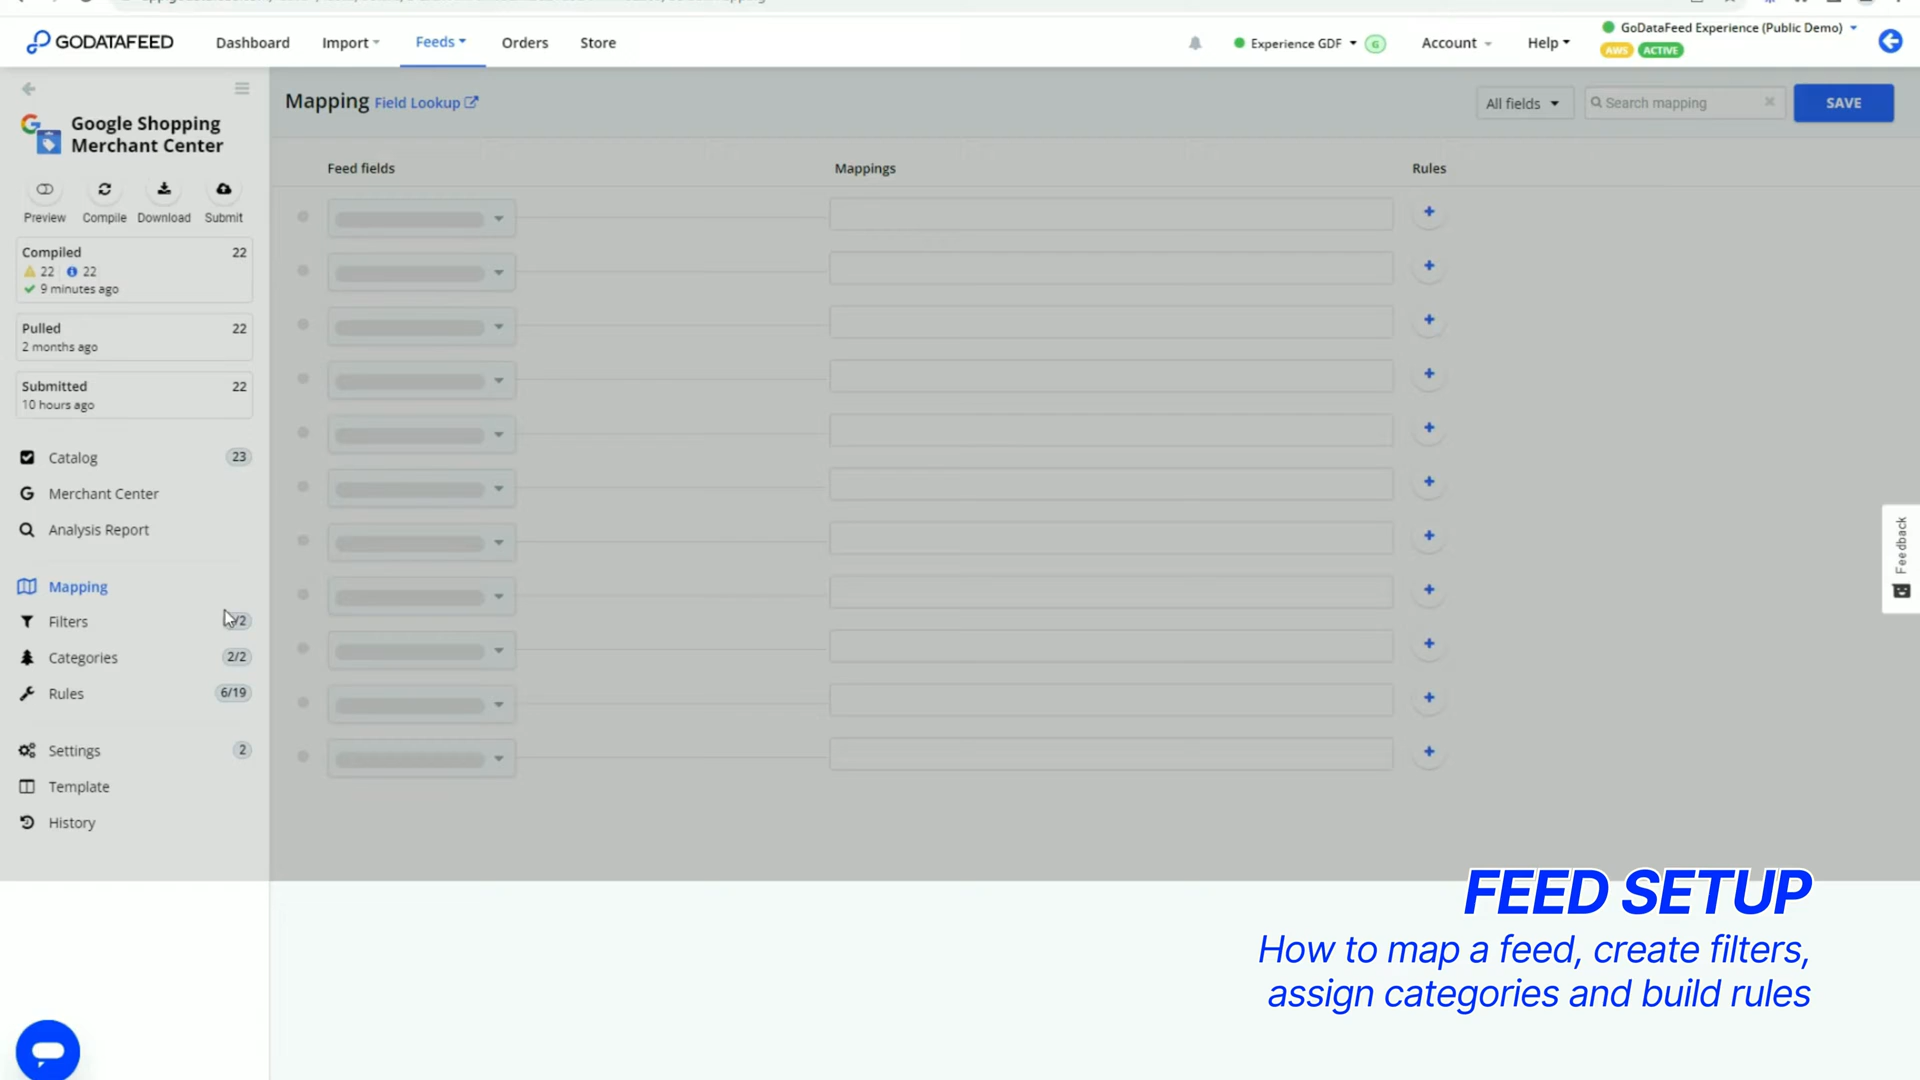 GODATAFEED
Dashboard
Import
Feeds
Orders
Store
Experience GDF
G
Account
Help
GoDataFeed Experience (Public Demo)
AWS ACTIVE
Google Shopping
Merchant Center
Preview
Compile
Download
Submit
Compiled 22
22 22
9 minutes ago
Pulled 22
2 months ago
Submitted 22
10 hours ago
Catalog 23
Merchant Center
Analysis Report
Mapping
Filters
Categories 2/2
Rules 6/19
Settings 2
Template
History
Mapping Field Lookup
All fields
Search mapping
SAVE
Feed fields
Mappings
Rules
Feedback
FEED SETUP
How to map a feed, create filters,
assign categories and build rules